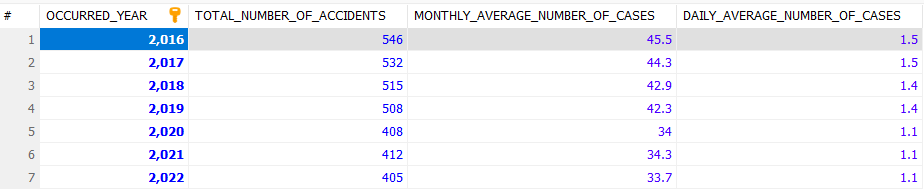 # OCCURRED_YEAR TOTAL_NUMBER_OF_ACCIDENTS MONTHLY_AVERAGE_NUMBER_OF_CASES DAILY_AVERAGE_NUMBER_OF_CASES
1 2,016 546 45.5 1.5
2 2,017 532 44.3 1.5
3 2,018 515 42.9 1.4
4 2,019 508 42.3 1.4
5 2,020 408 34 1.1
6 2,021 412 34.3 1.1
7 2,022 405 33.7 1.1